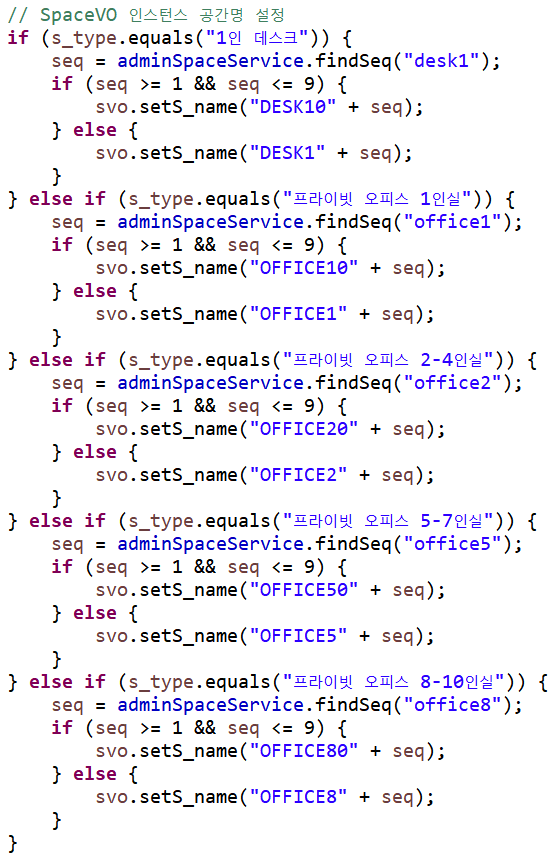 // SpaceVO 인스턴스 공간명 설정
if (s_type.equals("1인 데스크")) {
    seq = adminSpaceService.findSeq("desk1");
    if (seq >= 1 && seq <= 9) {
        svo.setS_name("DESK10" + seq);
    } else {
        svo.setS_name("DESK1" + seq);
    }
} else if (s_type.equals("프라이빗 오피스 1인실")) {
    seq = adminSpaceService.findSeq("office1");
    if (seq >= 1 && seq <= 9) {
        svo.setS_name("OFFICE10" + seq);
    } else {
        svo.setS_name("OFFICE1" + seq);
    }
} else if (s_type.equals("프라이빗 오피스 2-4인실")) {
    seq = adminSpaceService.findSeq("office2");
    if (seq >= 1 && seq <= 9) {
        svo.setS_name("OFFICE20" + seq);
    } else {
        svo.setS_name("OFFICE2" + seq);
    }
} else if (s_type.equals("프라이빗 오피스 5-7인실")) {
    seq = adminSpaceService.findSeq("office5");
    if (seq >= 1 && seq <= 9) {
        svo.setS_name("OFFICE50" + seq);
    } else {
        svo.setS_name("OFFICE5" + seq);
    }
} else if (s_type.equals("프라이빗 오피스 8-10인실")) {
    seq = adminSpaceService.findSeq("office8");
    if (seq >= 1 && seq <= 9) {
        svo.setS_name("OFFICE80" + seq);
    } else {
        svo.setS_name("OFFICE8" + seq);
    }
}